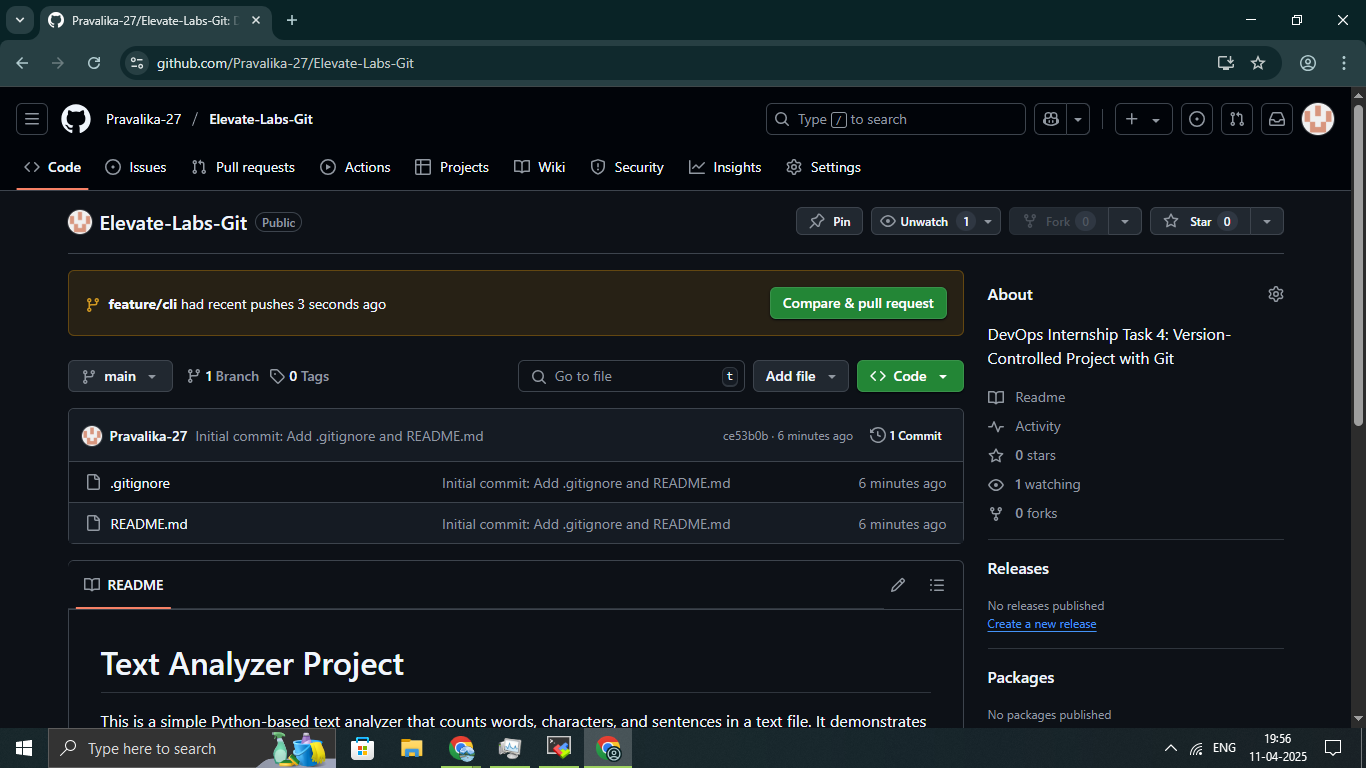 Pravalika-27/Elevate-Labs-Git: D
github.com/Pravalika-27/Elevate-Labs-Git
Pravalika-27 / Elevate-Labs-Git
Type / to search
Code Issues Pull requests Actions Projects Wiki Security Insights Settings
Elevate-Labs-Git Public
Pin Unwatch 1 Fork 0 Star 0
feature/cli had recent pushes 3 seconds ago
Compare & pull request
main 1 Branch 0 Tags
Go to file t Add file Code
Pravalika-27 Initial commit: Add .gitignore and README.md ce53b0b · 6 minutes ago 1 Commit
.gitignore Initial commit: Add .gitignore and README.md 6 minutes ago
README.md Initial commit: Add .gitignore and README.md 6 minutes ago
README
Text Analyzer Project
This is a simple Python-based text analyzer that counts words, characters, and sentences in a text file. It demonstrates
About
DevOps Internship Task 4: Version-
Controlled Project with Git
Readme
Activity
0 stars
1 watching
0 forks
Releases
No releases published
Create a new release
Packages
No packages published
Type here to search
ENG
19:56
11-04-2025